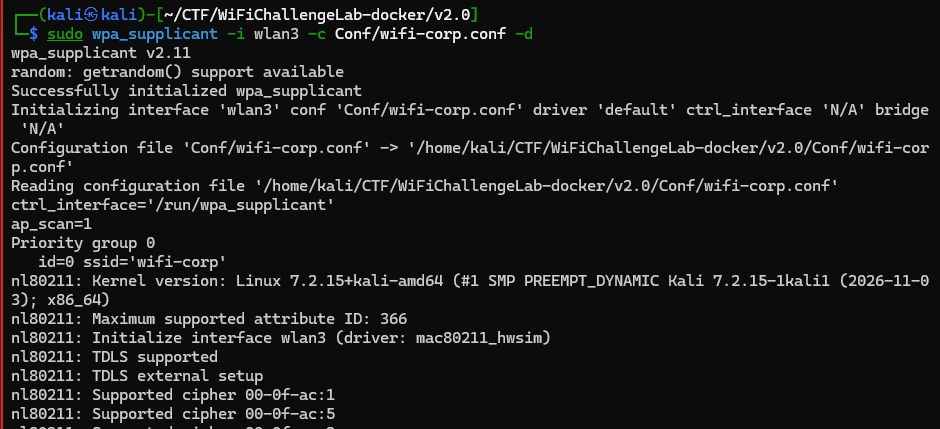 ┌──(kali㉿kali)-[~/CTF/WiFiChallengeLab-docker/v2.0]
└─$ sudo wpa_supplicant -i wlan3 -c Conf/wifi-corp.conf -d
wpa_supplicant v2.11
random: getrandom() support available
Successfully initialized wpa_supplicant
Initializing interface 'wlan3' conf 'Conf/wifi-corp.conf' driver 'default' ctrl_interface 'N/A' bridge
 'N/A'
Configuration file 'Conf/wifi-corp.conf' -> '/home/kali/CTF/WiFiChallengeLab-docker/v2.0/Conf/wifi-cor
p.conf'
Reading configuration file '/home/kali/CTF/WiFiChallengeLab-docker/v2.0/Conf/wifi-corp.conf'
ctrl_interface='/run/wpa_supplicant'
ap_scan=1
Priority group 0
   id=0 ssid='wifi-corp'
nl80211: Kernel version: Linux 7.2.15+kali-amd64 (#1 SMP PREEMPT_DYNAMIC Kali 7.2.15-1kali1 (2026-11-0
3); x86_64)
nl80211: Maximum supported attribute ID: 366
nl80211: Initialize interface wlan3 (driver: mac80211_hwsim)
nl80211: TDLS supported
nl80211: TDLS external setup
nl80211: Supported cipher 00-0f-ac:1
nl80211: Supported cipher 00-0f-ac:5